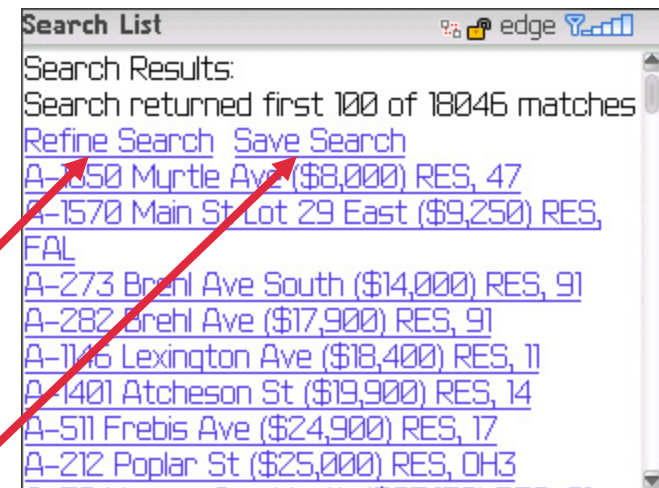 Search List edge
Search Results:
Search returned first 100 of 18046 matches
Refine Search Save Search
A-1650 Myrtle Ave ($8,000) RES, 47
A-1570 Main St Lot 29 East ($9,250) RES,
FAL
A-273 Brehl Ave South ($14,000) RES, 91
A-282 Brehl Ave ($17,900) RES, 91
A-1146 Lexington Ave ($18,400) RES, 11
A-1401 Atcheson St ($19,900) RES, 14
A-511 Frebis Ave ($24,900) RES, 17
A-212 Poplar St ($25,000) RES, OH3